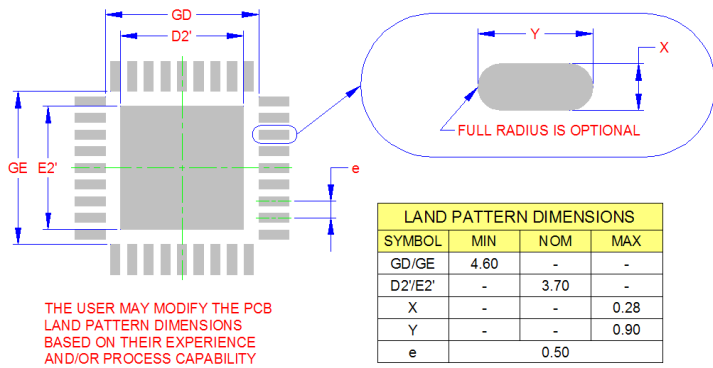 GD
D2'
GE
E2'
e
Y
X
FULL RADIUS IS OPTIONAL
LAND PATTERN DIMENSIONS
SYMBOL MIN NOM MAX
GD/GE 4.60 - -
D2'/E2' - 3.70 -
X - - 0.28
Y - - 0.90
e 0.50
THE USER MAY MODIFY THE PCB
LAND PATTERN DIMENSIONS
BASED ON THEIR EXPERIENCE
AND/OR PROCESS CAPABILITY